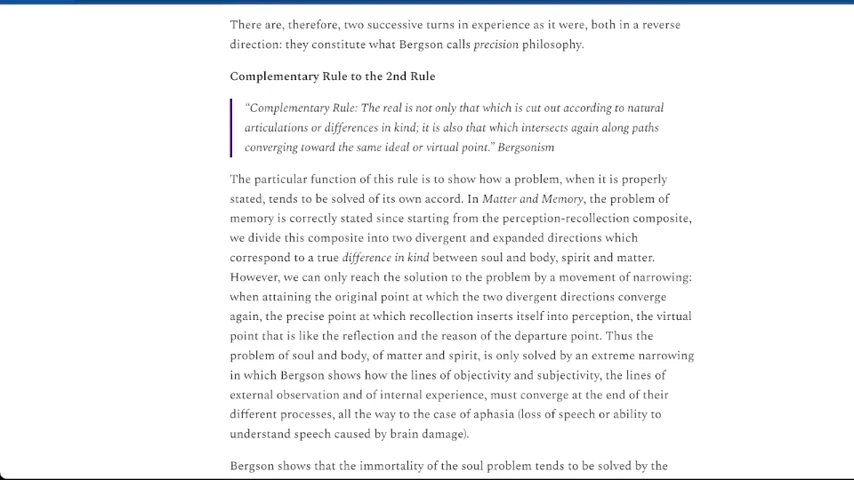 There are, therefore, two successive turns in experience as it were, both in a reverse
direction: they constitute what Bergson calls precision philosophy.
Complementary Rule to the 2nd Rule
“Complementary Rule: The real is not only that which is cut out according to natural
articulations or differences in kind; it is also that which intersects again along paths
converging toward the same ideal or virtual point.” Bergsonism
The particular function of this rule is to show how a problem, when it is properly
stated, tends to be solved of its own accord. In Matter and Memory, the problem of
memory is correctly stated since starting from the perception-recollection composite,
we divide this composite into two divergent and expanded directions which
correspond to a true difference in kind between soul and body, spirit and matter.
However, we can only reach the solution to the problem by a movement of narrowing:
when attaining the original point at which the two divergent directions converge
again, the precise point at which recollection inserts itself into perception, the virtual
point that is like the reflection and the reason of the departure point. Thus the
problem of soul and body, of matter and spirit, is only solved by an extreme narrowing
in which Bergson shows how the lines of objectivity and subjectivity, the lines of
external observation and of internal experience, must converge at the end of their
different processes, all the way to the case of aphasia (loss of speech or ability to
understand speech caused by brain damage).
Bergson shows that the immortality of the soul problem tends to be solved by the